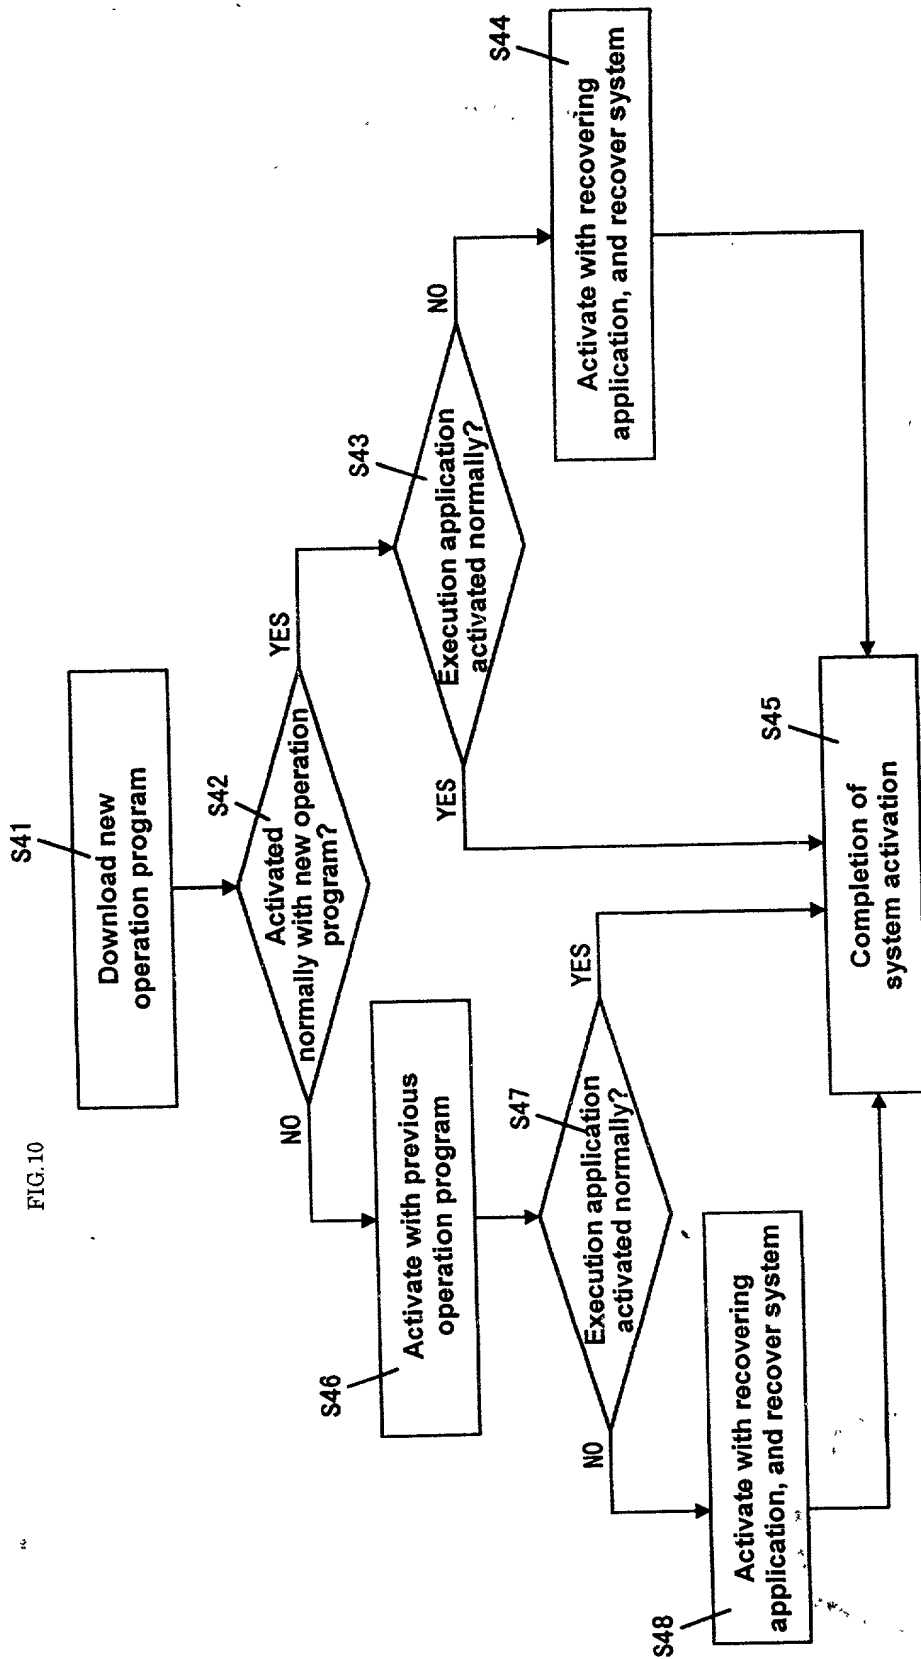 FIG.10
S41
Download new
operation program
S42
Activated
normally with new operation
program?
NO
YES
S46
Activate with previous
operation program
S43
Execution application
activated normally?
YES
NO
S47
Execution application
activated normally?
NO
YES
S44
Activate with recovering
application, and recover system
S48
Activate with recovering
application, and recover system
S45
Completion of
system activation